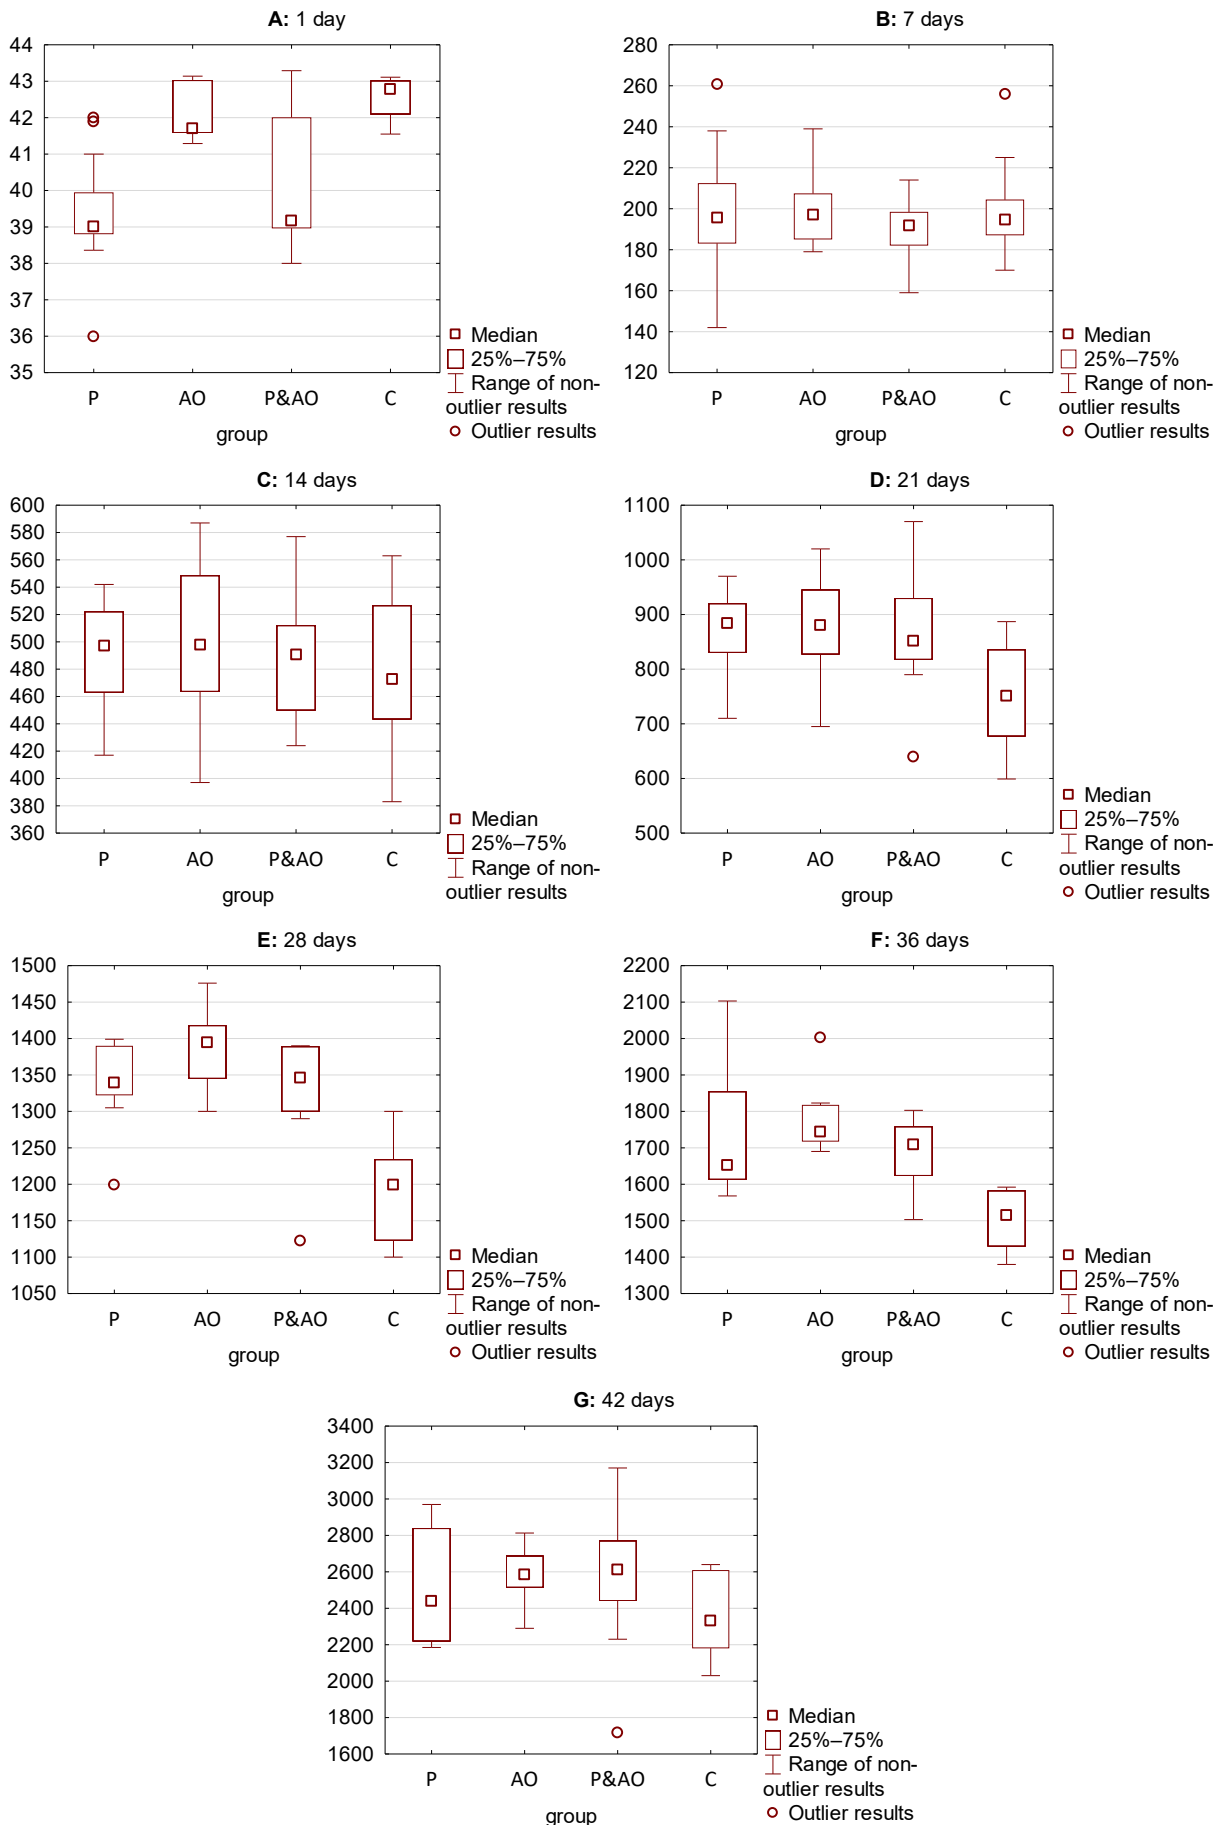 A: 1 day
44
43
42
41
40
39
38
37
36
35
P AO P&AO C
group
Median
25%–75%
Range of non-
outlier results
Outlier results
B: 7 days
280
260
240
220
200
180
160
140
120
P AO P&AO C
group
Median
25%–75%
Range of non-
outlier results
Outlier results
C: 14 days
600
580
560
540
520
500
480
460
440
420
400
380
360
P AO P&AO C
group
Median
25%–75%
Range of non-
outlier results
D: 21 days
1100
1000
900
800
700
600
500
P AO P&AO C
group
Median
25%–75%
Range of non-
outlier results
Outlier results
E: 28 days
1500
1450
1400
1350
1300
1250
1200
1150
1100
1050
P AO P&AO C
group
Median
25%–75%
Range of non-
outlier results
Outlier results
F: 36 days
2200
2100
2000
1900
1800
1700
1600
1500
1400
1300
P AO P&AO C
group
Median
25%–75%
Range of non-
outlier results
Outlier results
G: 42 days
3400
3200
3000
2800
2600
2400
2200
2000
1800
1600
P AO P&AO C
group
Median
25%–75%
Range of non-
outlier results
Outlier results